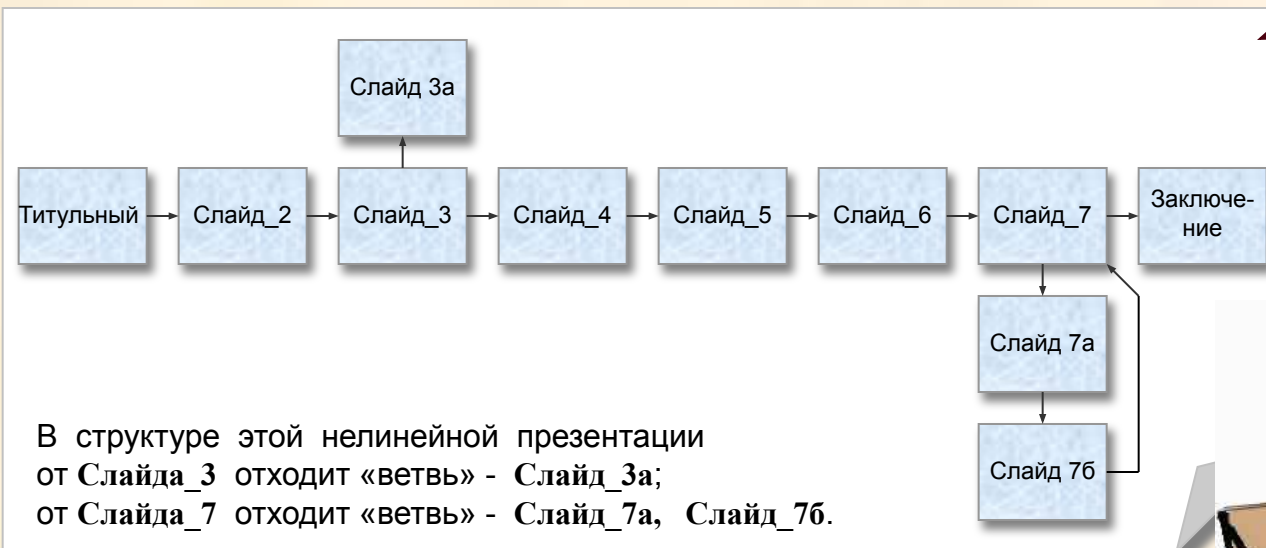 Слайд 3а
Титульный
Слайд_2
Слайд_3
Слайд_4
Слайд_5
Слайд_6
Слайд_7
Заключе-
ние
Слайд 7а
Слайд 7б
В структуре этой нелинейной презентации
от Слайда_3 отходит «ветвь» - Слайд_3а;
от Слайда_7 отходит «ветвь» - Слайд_7а, Слайд_7б.